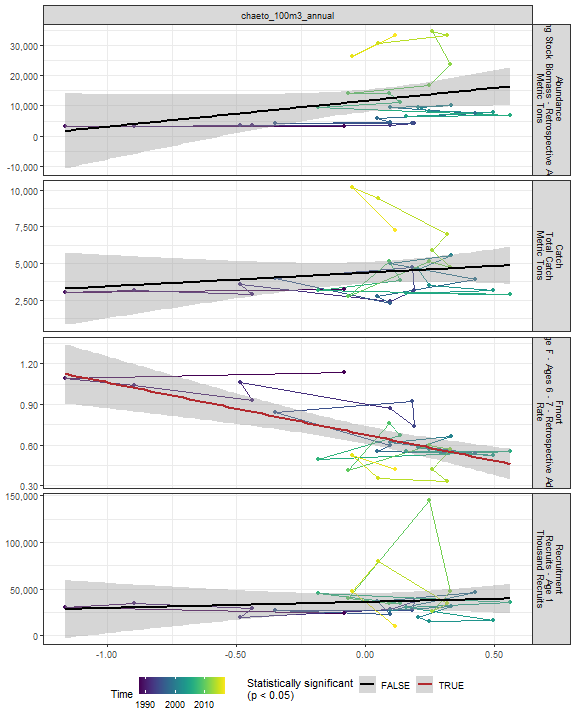 chaeto_100m3_annual
30,000
20,000
10,000
0
-10,000
Abundance
ng Stock Biomass - Retrospective A
Metric Tons
10,000
7,500
5,000
2,500
Catch
Total Catch
Metric Tons
1.20
0.90
0.60
0.30
Fmort
F - Ages 6 - 7 - Retrospective Ad
Rate
150,000
100,000
50,000
0
Recruitment
Recruits - Age 1
Thousand Recruits
-1.00
-0.50
0.00
0.50
Time
1990 2000 2010
Statistically significant
(p < 0.05)
FALSE
TRUE